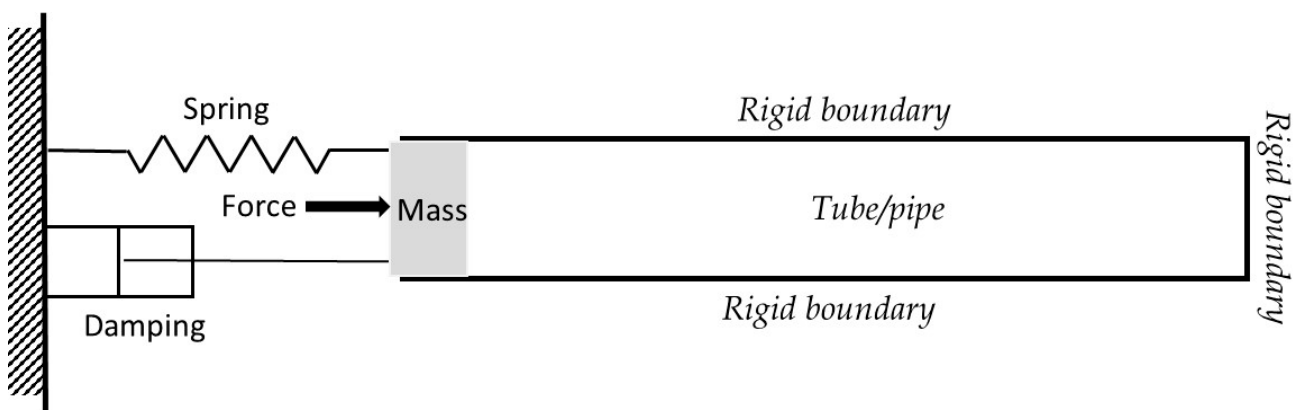 Rigid boundary
Spring
Rigid boundary
Force
Mass
Tube/pipe
Rigid boundary
Damping